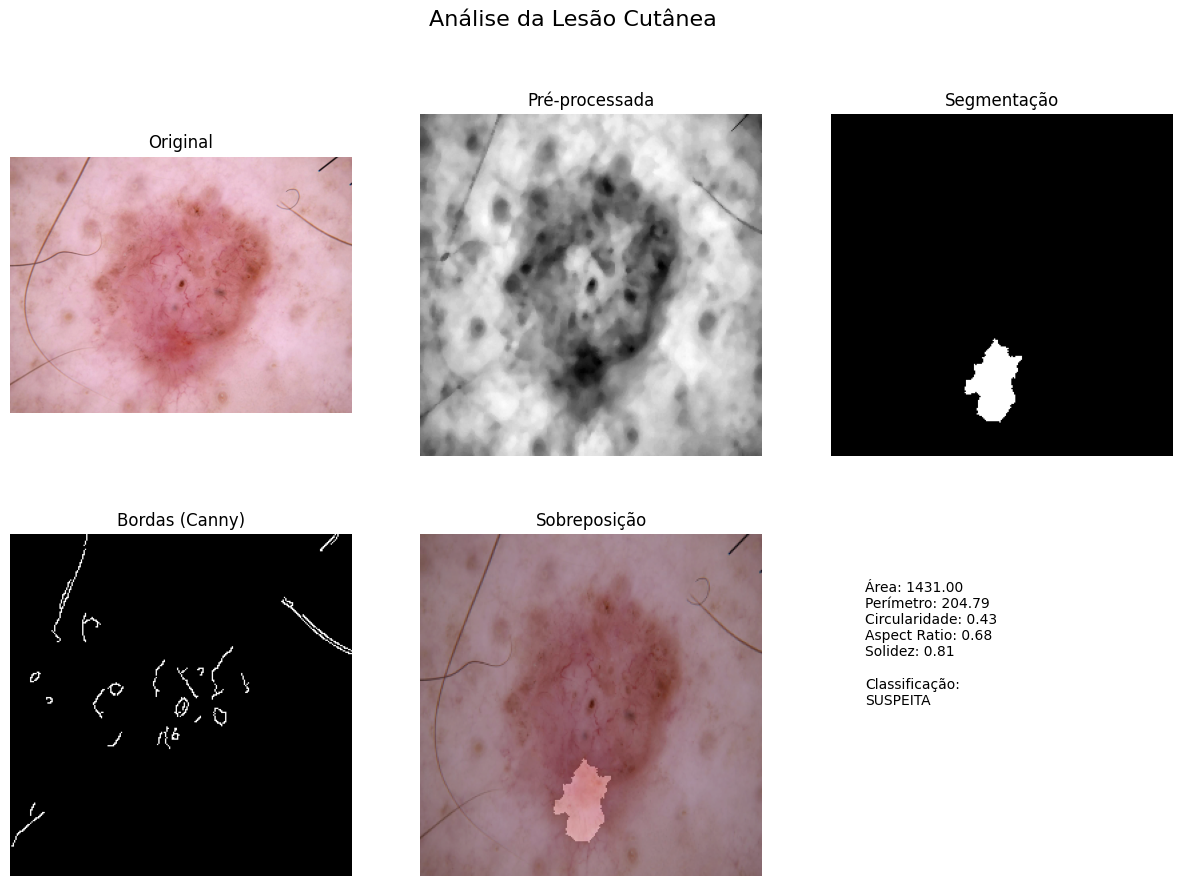 Análise da Lesão Cutânea
Original
Pré-processada
Segmentação
Bordas (Canny)
Sobreposição
Área: 1431.00
Perímetro: 204.79
Circularidade: 0.43
Aspect Ratio: 0.68
Solidez: 0.81
Classificação:
SUSPEITA